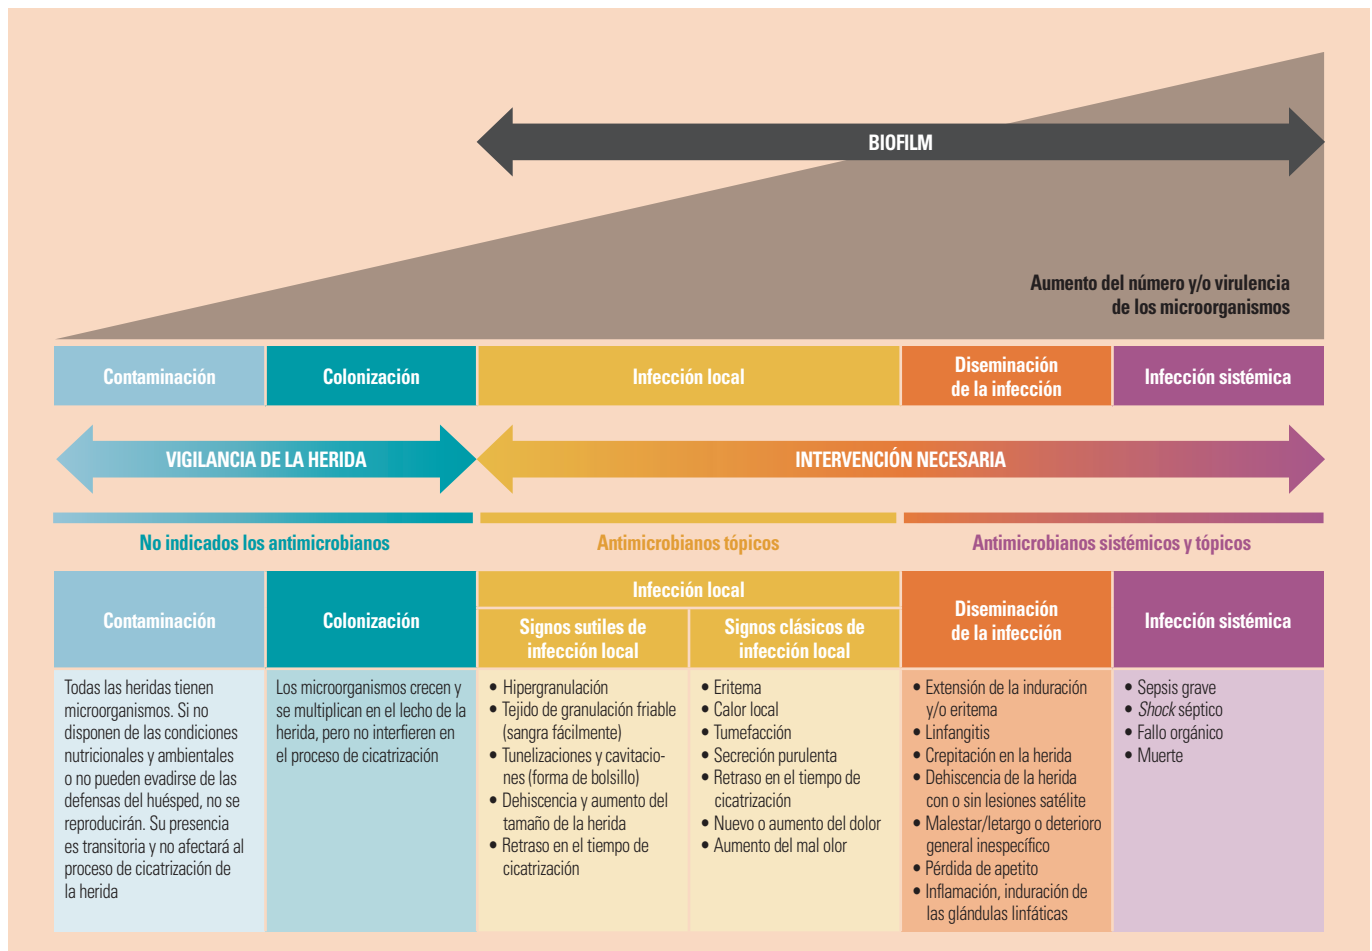 BIOFILM
Aumento del número y/o virulencia
de los microorganismos
Contaminación
Colonización
Infección local
Diseminación
de la infección
Infección sistémica
VIGILANCIA DE LA HERIDA
INTERVENCIÓN NECESARIA
No indicados los antimicrobianos
Antimicrobianos tópicos
Antimicrobianos sistémicos y tópicos
Contaminación
Colonización
Infección local
Signos sutiles de
infección local
Signos clásicos de
infección local
Diseminación
de la infección
Infección sistémica
Todas las heridas tienen
microorganismos. Si no
disponen de las condiciones
nutricionales y ambientales
o no pueden evadirse de las
defensas del huésped, no se
reproducirán. Su presencia
es transitoria y no afectará al
proceso de cicatrización de
la herida
Los microorganismos crecen y
se multiplican en el lecho de la
herida, pero no interfieren en
el proceso de cicatrización
• Hipergranulación
• Tejido de granulación friable
(sangra fácilmente)
• Tunelizaciones y cavitacio-
nes (forma de bolsillo)
• Dehiscencia y aumento del
tamaño de la herida
• Retraso en el tiempo de
cicatrización
• Eritema
• Calor local
• Tumefacción
• Secreción purulenta
• Retraso en el tiempo de
cicatrización
• Nuevo o aumento del dolor
• Aumento del mal olor
• Extensión de la induración
y/o eritema
• Linfangitis
• Crepitación en la herida
• Dehiscencia de la herida
con o sin lesiones satélite
• Malestar/letargo o deterioro
general inespecífico
• Pérdida de apetito
• Inflamación, induración de
las glándulas linfáticas
• Sepsis grave
• Shock séptico
• Fallo orgánico
• Muerte